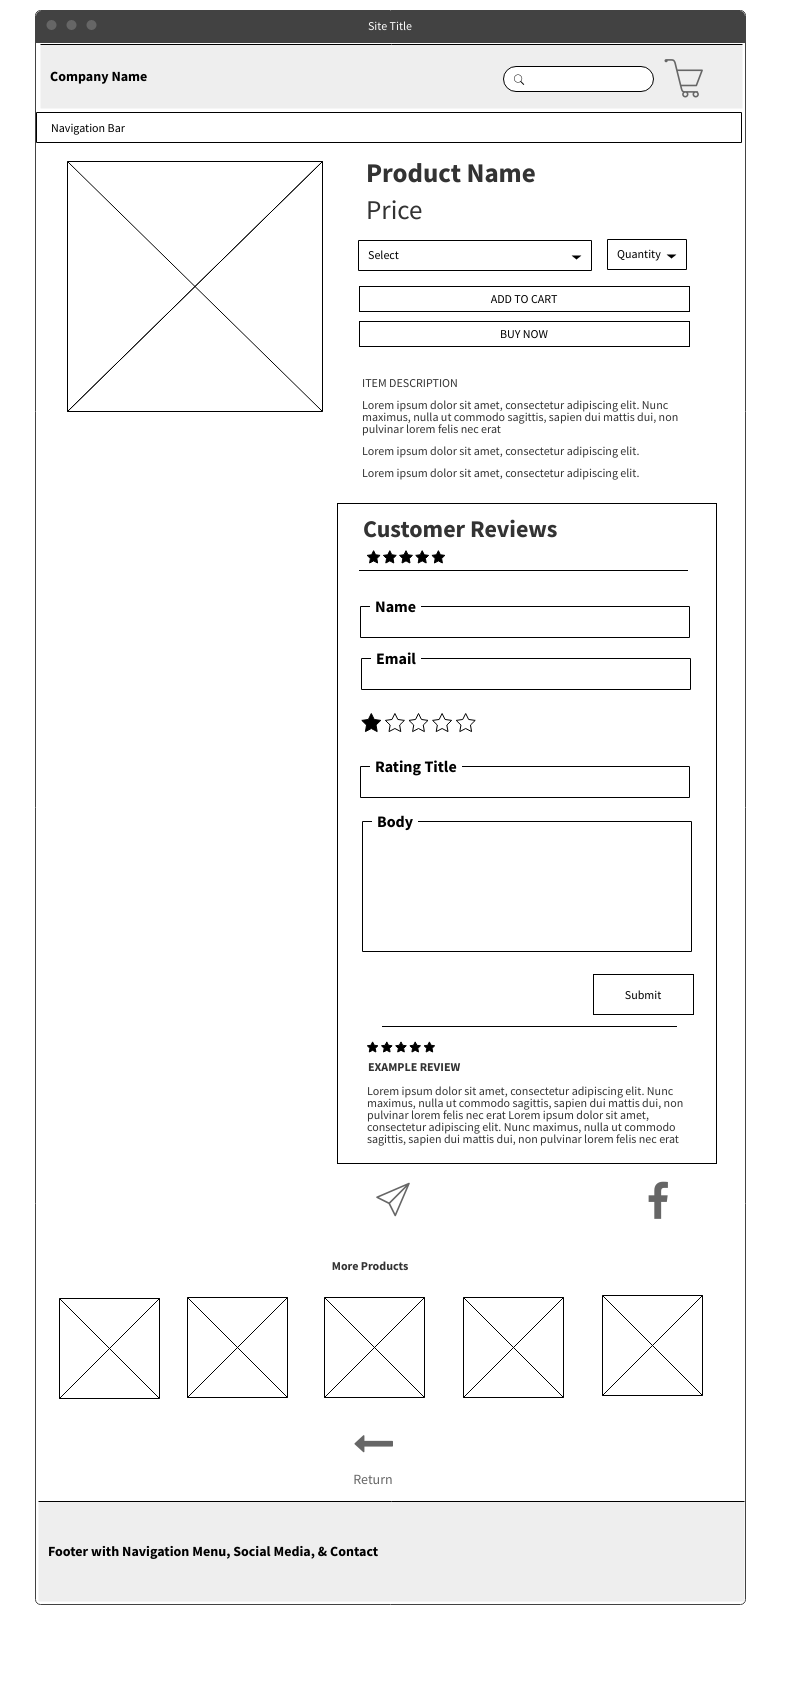 Site Title
Company Name
Navigation Bar
Product Name
Price
Select
Quantity
ADD TO CART
BUY NOW
ITEM DESCRIPTION
Lorem ipsum dolor sit amet, consectetur adipiscing elit. Nunc
maximus, nulla ut commodo sagittis, sapien dui mattis dui, non
pulvinar lorem felis nec erat
Lorem ipsum dolor sit amet, consectetur adipiscing elit.
Lorem ipsum dolor sit amet, consectetur adipiscing elit.
Customer Reviews
Name
Email
Rating Title
Body
Submit
EXAMPLE REVIEW
Lorem ipsum dolor sit amet, consectetur adipiscing elit. Nunc
maximus, nulla ut commodo sagittis, sapien dui mattis dui, non
pulvinar lorem felis nec erat Lorem ipsum dolor sit amet,
consectetur adipiscing elit. Nunc maximus, nulla ut commodo
sagittis, sapien dui mattis dui, non pulvinar lorem felis nec erat
More Products
Return
Footer with Navigation Menu, Social Media, & Contact